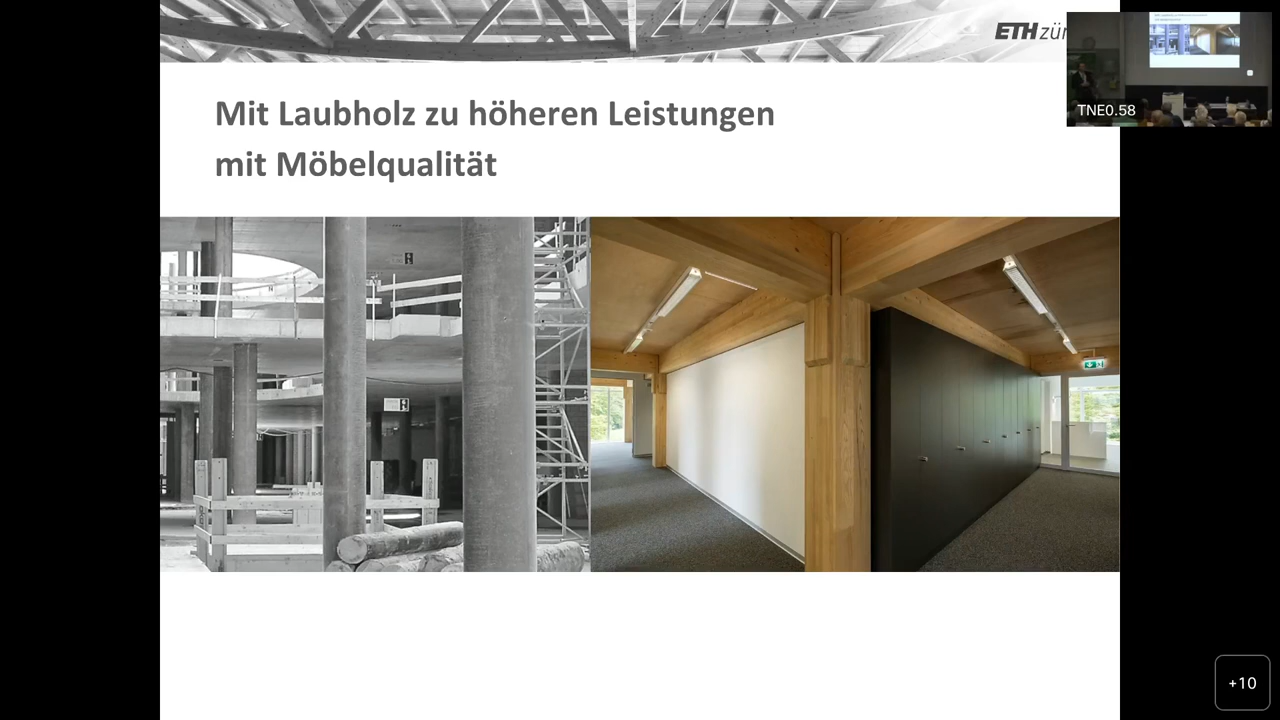 ETH zür
TNE0.58
Mit Laubholz zu höheren Leistungen
mit Möbelqualität
+10